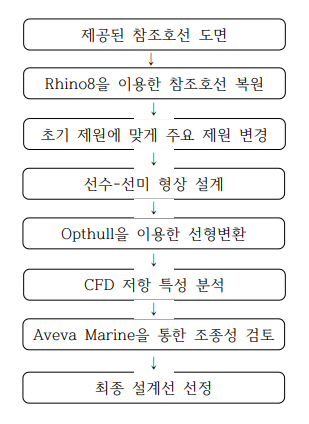 제공된 참조호선 도면
↓
Rhino8을 이용한 참조호선 복원
↓
초기 제원에 맞게 주요 제원 변경
↓
선수-선미 형상 설계
↓
Opthull을 이용한 선형변환
↓
CFD 저항 특성 분석
↓
Aveva Marine을 통한 조종성 검토
↓
최종 설계선 선정